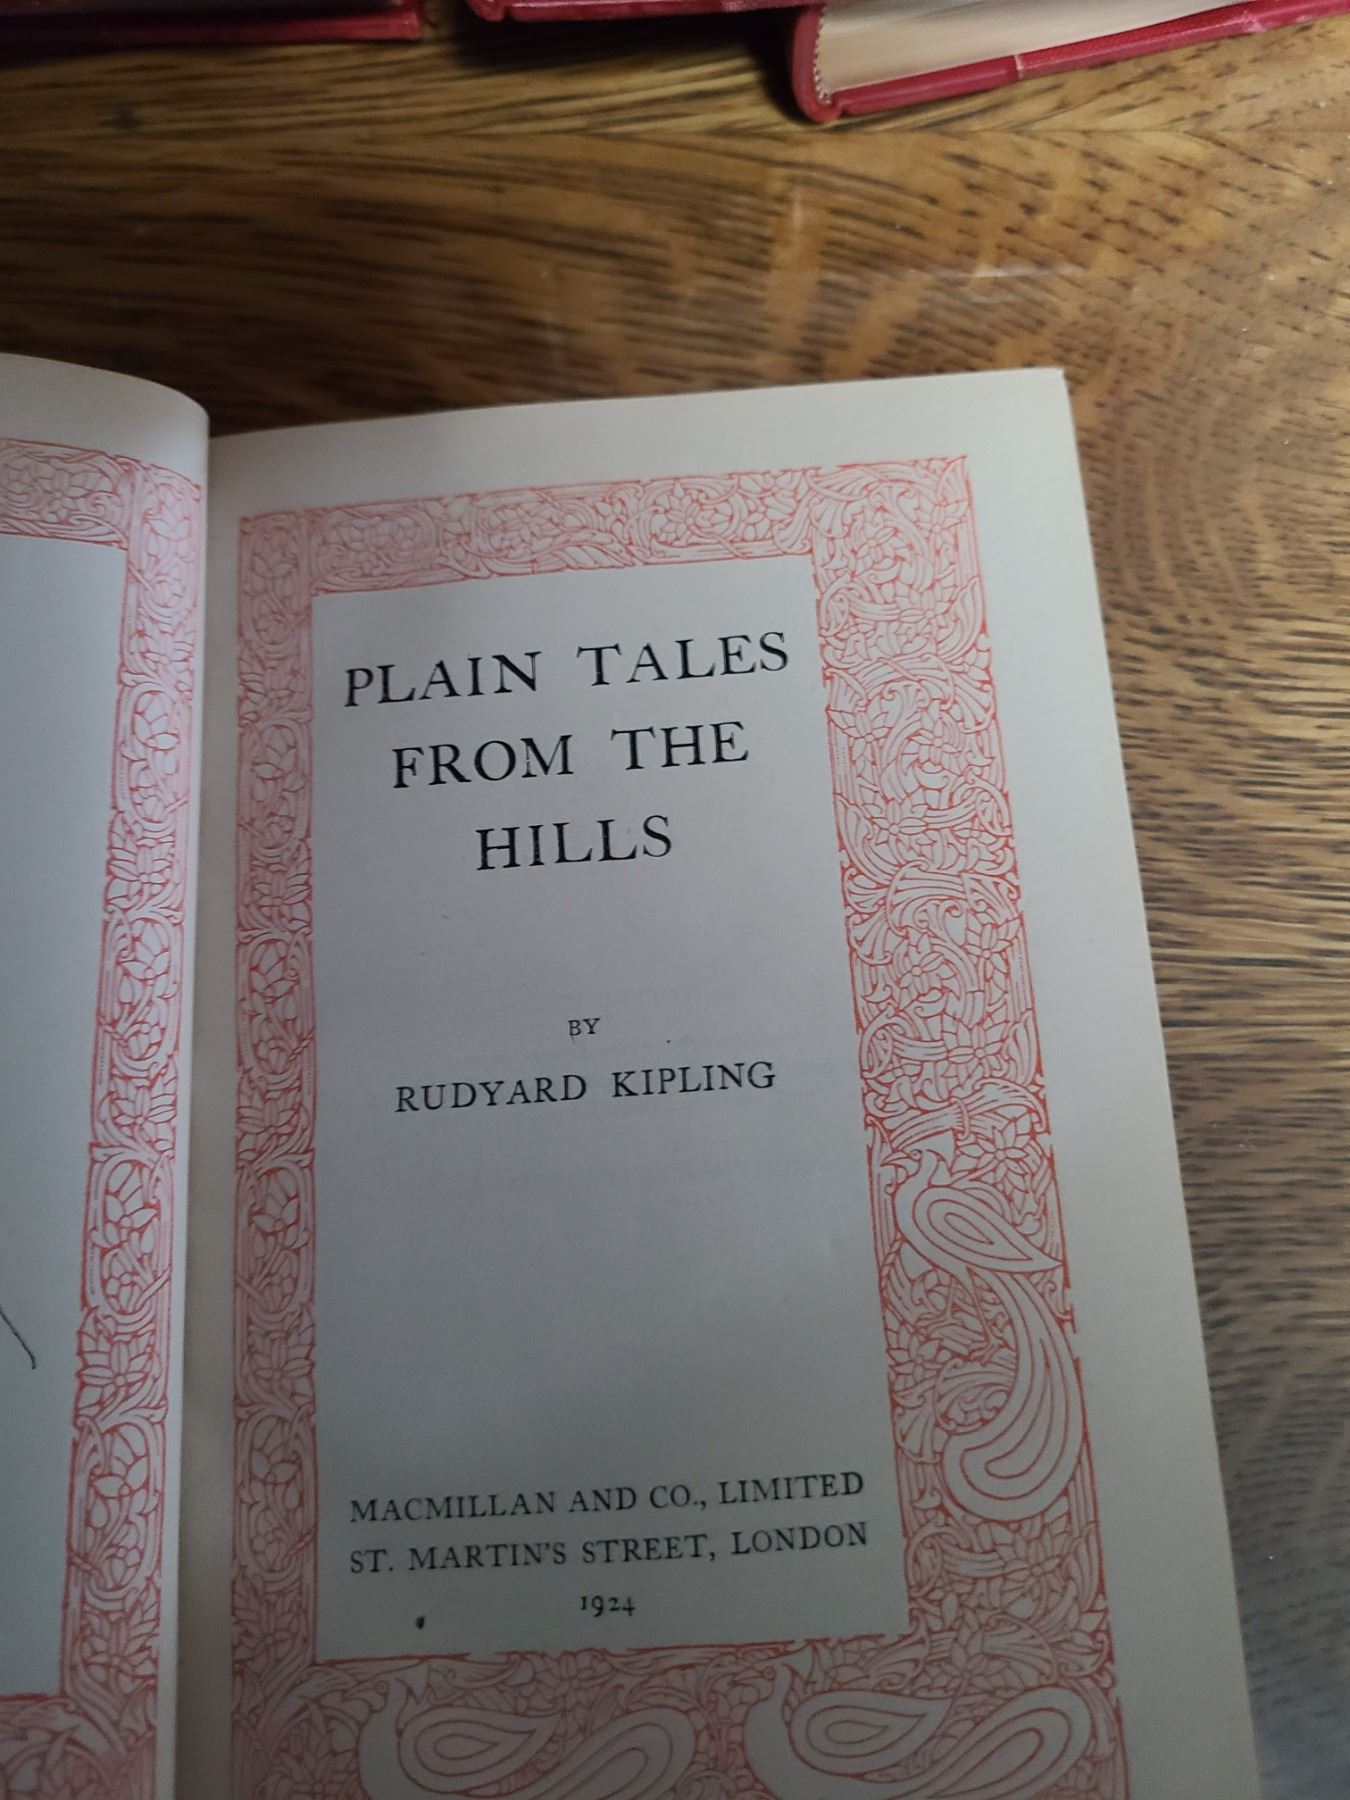 PLAIN TALES
FROM THE
HILLS
BY
RUDYARD KIPLING
MACMILLAN AND CO., LIMITED
ST. MARTIN'S STREET, LONDON
1924